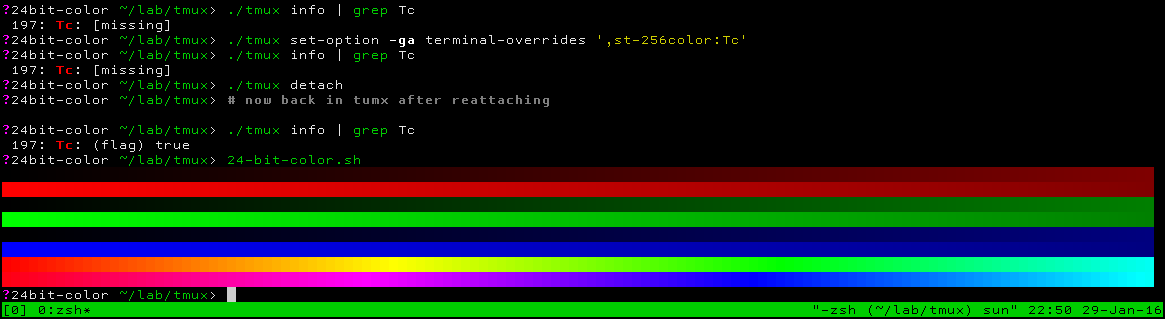 ?24bit-color ~/lab/tmux> ./tmux info | grep Tc
 197: Tc: [missing]
?24bit-color ~/lab/tmux> ./tmux set-option -ga terminal-overrides ',st-256color:Tc'
?24bit-color ~/lab/tmux> ./tmux info | grep Tc
 197: Tc: [missing]
?24bit-color ~/lab/tmux> ./tmux detach
?24bit-color ~/lab/tmux> # now back in tumx after reattaching
?24bit-color ~/lab/tmux> ./tmux info | grep Tc
 197: Tc: (flag) true
?24bit-color ~/lab/tmux> 24-bit-color.sh
?24bit-color ~/lab/tmux>
[0] 0:zsh* "-zsh (~/lab/tmux) sun" 22:50 29-Jan-16